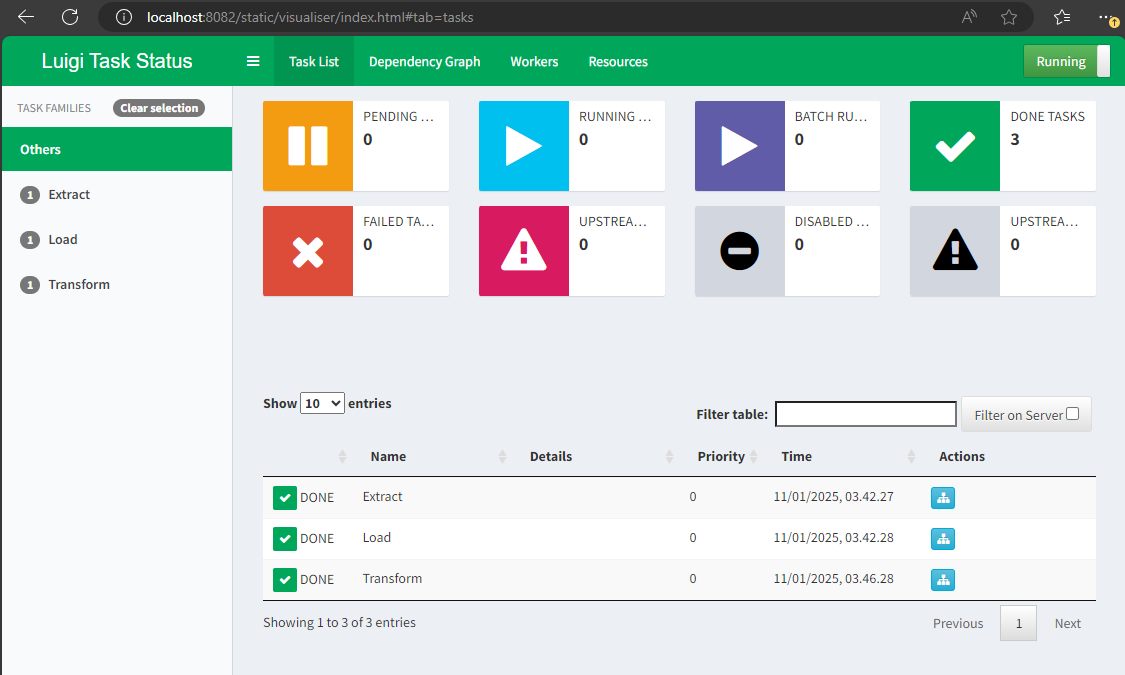 localhost:8082/static/visualiser/index.html#tab=tasks
Luigi Task Status
Task List
Dependency Graph
Workers
Resources
Running
TASK FAMILIES
Clear selection
Others
1 Extract
1 Load
1 Transform
PENDING ...
0
RUNNING ...
0
BATCH RU...
0
DONE TASKS
3
FAILED TA...
0
UPSTREA...
0
DISABLED ...
0
UPSTREA...
0
Show 10 entries
Filter table:
Filter on Server
Name Details Priority Time Actions
DONE Extract 0 11/01/2025, 03.42.27
DONE Load 0 11/01/2025, 03.42.28
DONE Transform 0 11/01/2025, 03.46.28
Showing 1 to 3 of 3 entries
Previous 1 Next